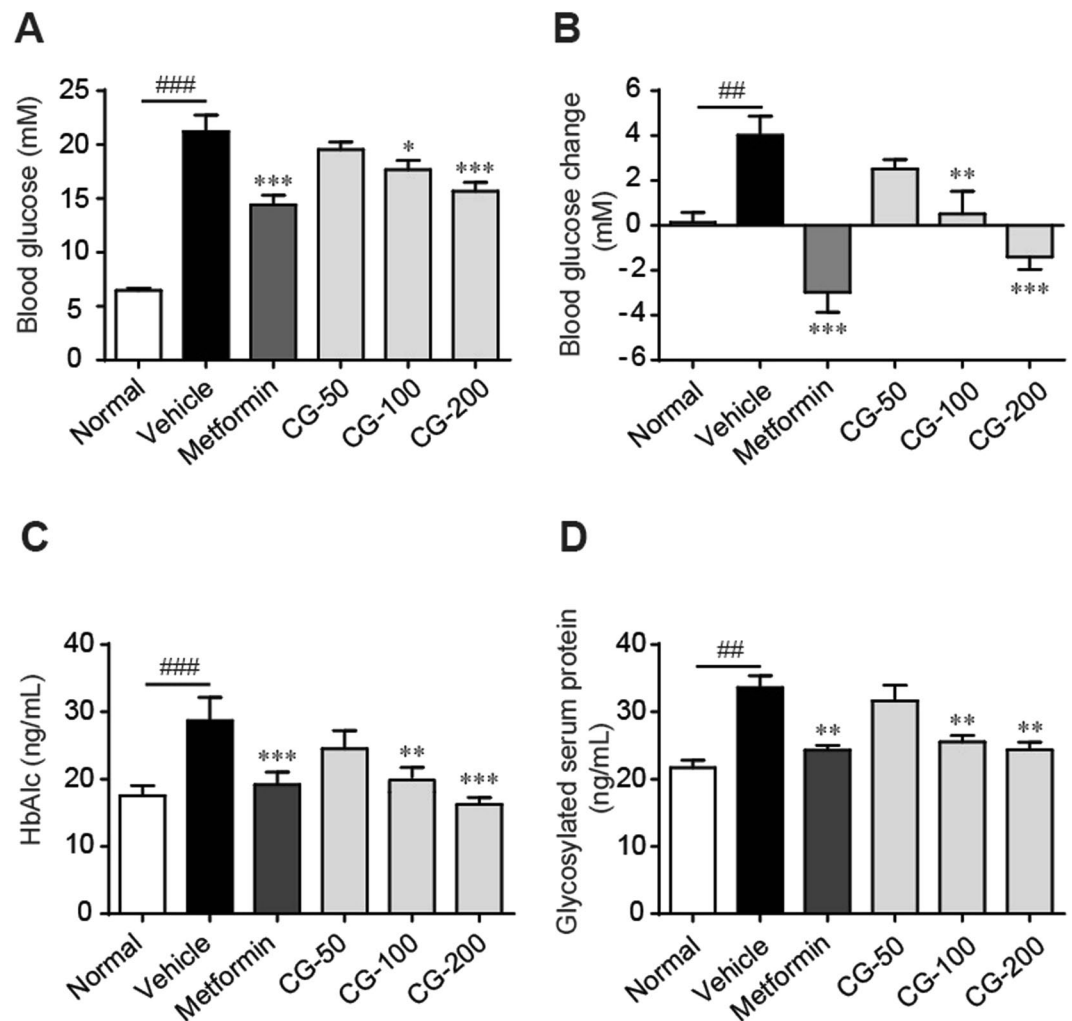 A
Blood glucose (mM)
25
20
15
10
5
0
###
***
*
***
Normal
Vehicle
Metformin
CG-50
CG-100
CG-200
B
Blood glucose change
(mM)
6
4
2
0
-2
-4
-6
##
***
**
***
Normal
Vehicle
Metformin
CG-50
CG-100
CG-200
C
HbAlc (ng/mL)
40
30
20
10
0
###
***
**
***
Normal
Vehicle
Metformin
CG-50
CG-100
CG-200
D
Glycosylated serum protein
(ng/mL)
40
30
20
10
0
##
**
**
**
Normal
Vehicle
Metformin
CG-50
CG-100
CG-200